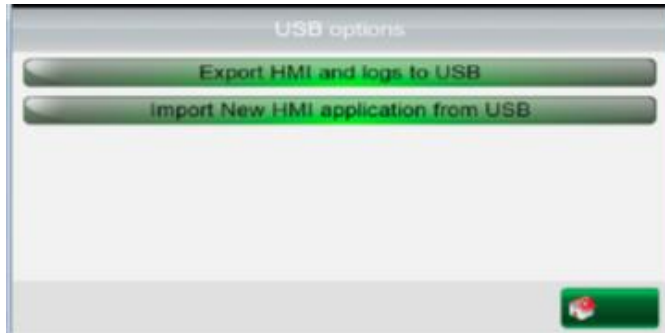 USB options
Export HMI and logs to USB
Import New HMI application from USB